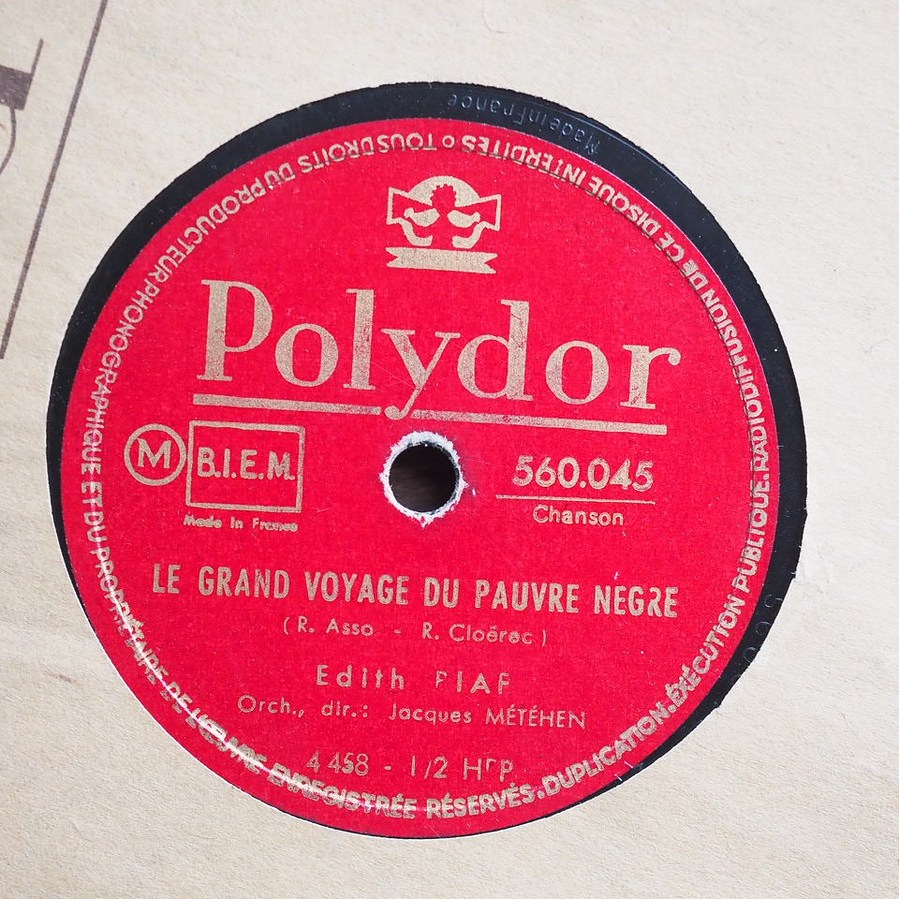 Made in France
TOUS DROITS DU PRODUCTEUR PHONOGRAPHIQUE ET DU PROPRIÉTAIRE DE L'ŒUVRE ENREGISTRÉE RÉSERVÉS. DUPLICATION. EXÉCUTION PUBLIQUE. RADIODIFFUSION DE CE DISQUE INTERDITES
Polydor
M B.I.E.M.
Made in France
560.045
Chanson
LE GRAND VOYAGE DU PAUVRE NÈGRE
(R. Asso - R. Cloërec)
Edith PIAF
Orch., dir.: Jacques MÉTÉHEN
4 458 - 1/2 HPP.